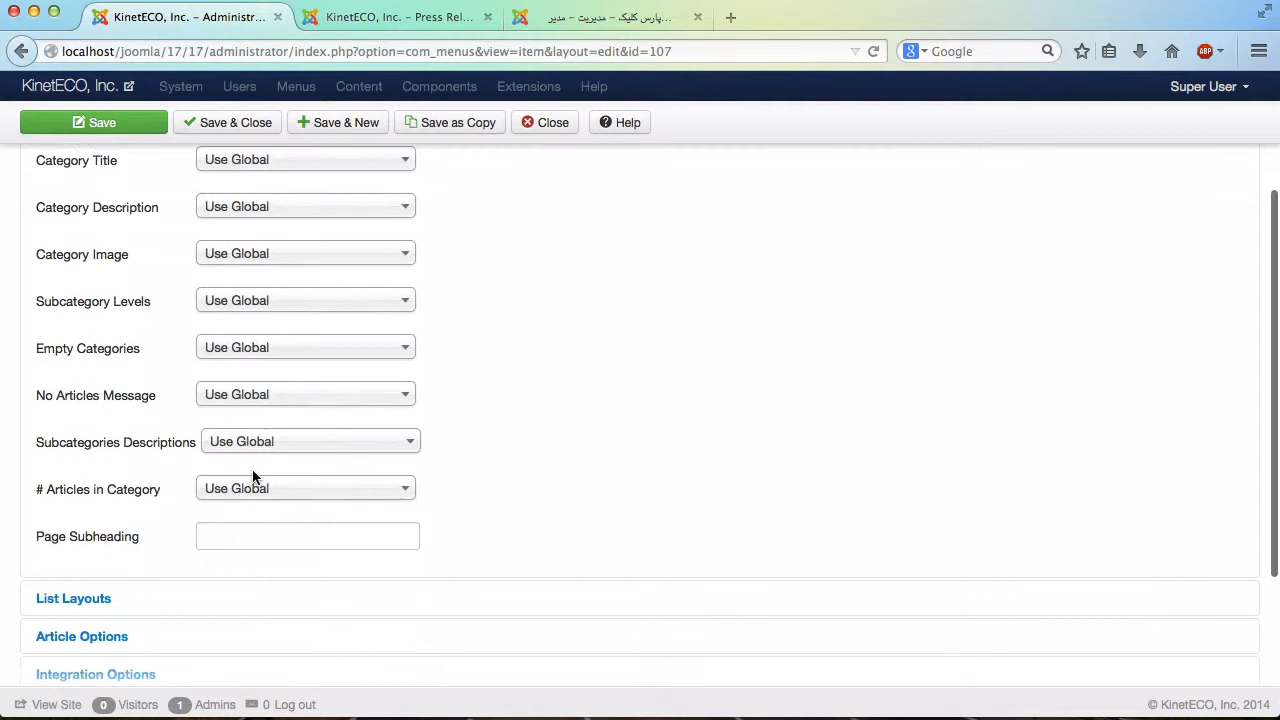 KinetECO, Inc. – Administr...
KinetECO, Inc. – Press Rel...
پارس کلیک - مدیریت - مدیر...
localhost/joomla/17/17/administrator/index.php?option=com_menus&view=item&layout=edit&id=107
Google
ABP
KinetECO, Inc. System Users Menus Content Components Extensions Help Super User
Save Save & Close Save & New Save as Copy Close Help
Category Title Use Global
Category Description Use Global
Category Image Use Global
Subcategory Levels Use Global
Empty Categories Use Global
No Articles Message Use Global
Subcategories Descriptions Use Global
# Articles in Category Use Global
Page Subheading
List Layouts
Article Options
Integration Options
View Site 0 Visitors 1 Admins 0 Log out © KinetECO, Inc. 2014